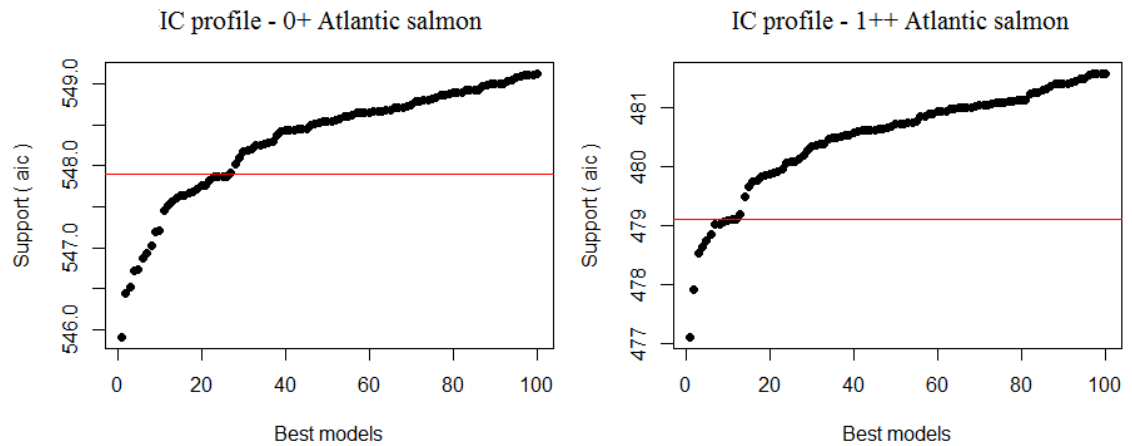 IC profile - 0+ Atlantic salmon
Support ( aic )
549.0
548.0
547.0
546.0
0 20 40 60 80 100
Best models
IC profile - 1++ Atlantic salmon
Support ( aic )
481
480
479
478
477
0 20 40 60 80 100
Best models